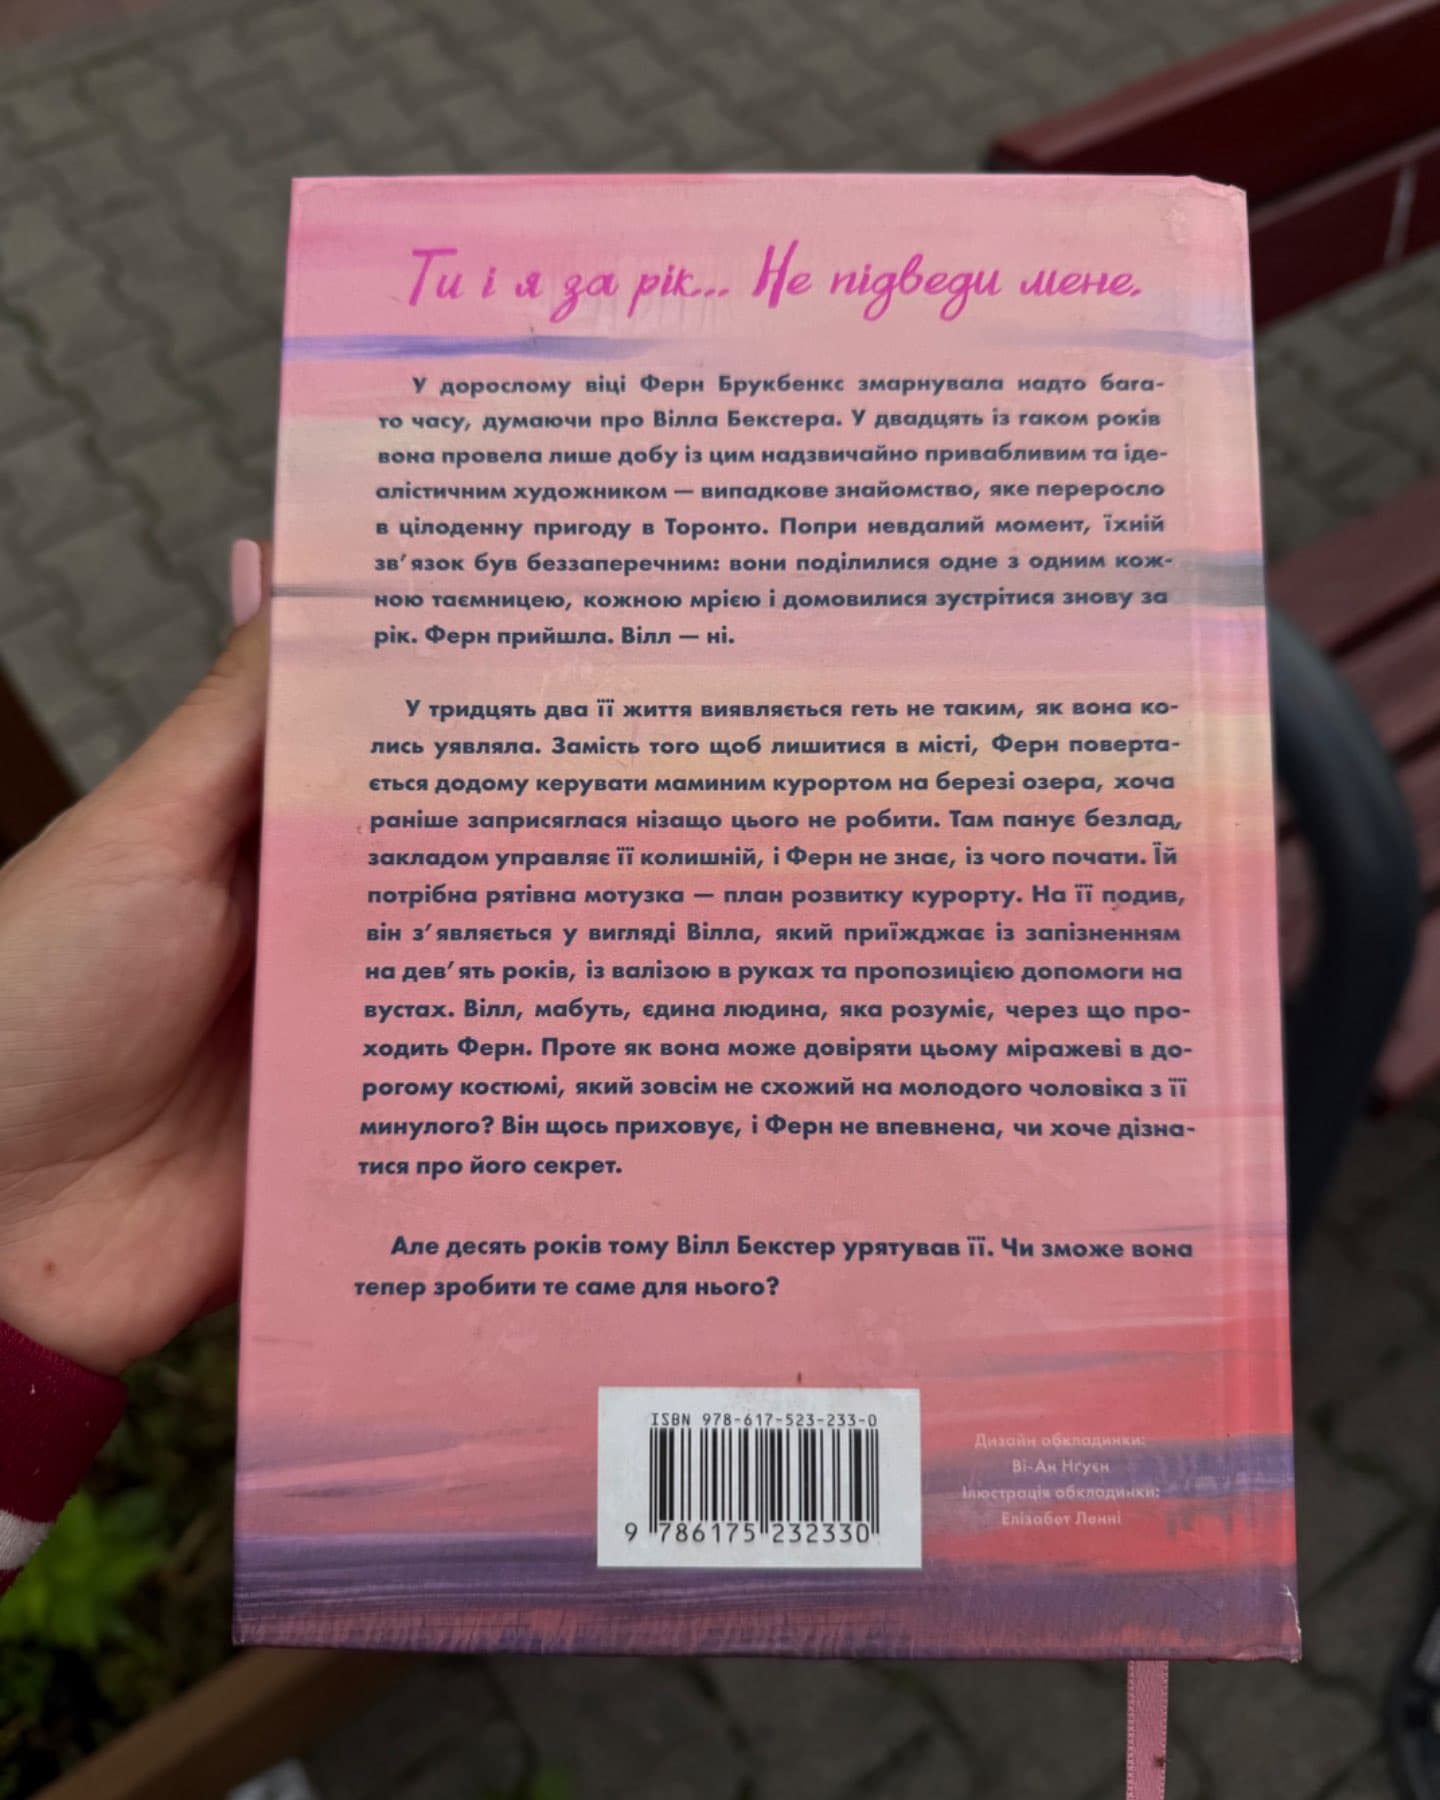 Ти і я за рік... Не підведи мене.
У дорослому віці Ферн Брукбенкс змарнувала надто бага-
то часу, думаючи про Вілла Бекстера. У двадцять із гаком років
вона провела лише добу із цим надзвичайно привабливим та іде-
алістичним художником — випадкове знайомство, яке переросло
в цілоденну пригоду в Торонто. Попри невдалий момент, їхній
зв’язок був беззаперечним: вони поділилися одне з одним кож-
ною таємницею, кожною мрією і домовилися зустрітися знову за
рік. Ферн прийшла. Вілл — ні.
У тридцять два її життя виявляється геть не таким, як вона ко-
лись уявляла. Замість того щоб лишитися в місті, Ферн поверта-
ється додому керувати маминим курортом на березі озера, хоча
раніше заприсяглася нізащо цього не робити. Там панує безлад,
закладом управляє її колишній, і Ферн не знає, із чого почати. Їй
потрібна рятівна мотузка — план розвитку курорту. На її подив,
він з’являється у вигляді Вілла, який приїжджає із запізненням
на дев’ять років, із валізою в руках та пропозицією допомоги на
вустах. Вілл, мабуть, єдина людина, яка розуміє, через що про-
ходить Ферн. Проте як вона може довіряти цьому міражеві в до-
рогому костюмі, який зовсім не схожий на молодого чоловіка з її
минулого? Він щось приховує, і Ферн не впевнена, чи хоче дізна-
тися про його секрет.
Але десять років тому Вілл Бекстер урятував її. Чи зможе вона
тепер зробити те саме для нього?
ISBN 978-617-523-233-0
9 786175 232330
Дизайн обкладинки:
Ві-Ан Нгуєн
Ілюстрація обкладинки:
Елізабет Ленні